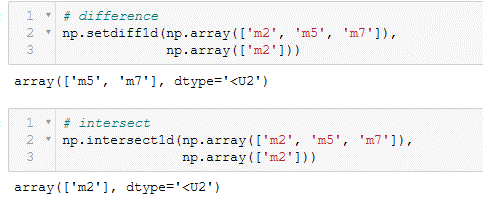 1 # difference
2 np.setdiff1d(np.array(['m2', 'm5', 'm7']),
3 np.array(['m2']))
array(['m5', 'm7'], dtype='<U2')
1 # intersect
2 np.intersect1d(np.array(['m2', 'm5', 'm7']),
3 np.array(['m2']))
array(['m2'], dtype='<U2')